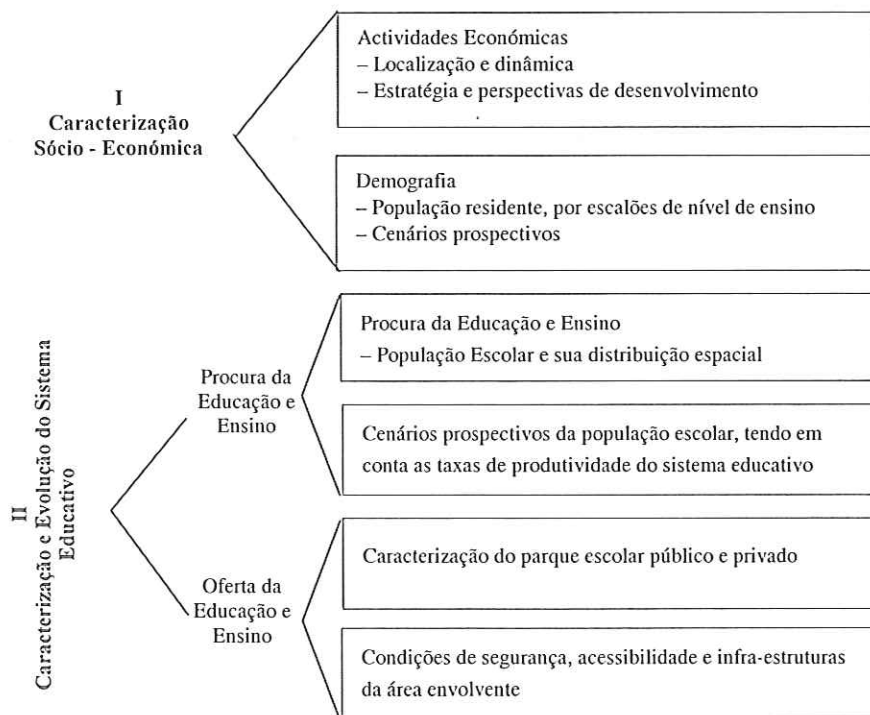 I
Caracterização
Sócio - Económica
Actividades Económicas
– Localização e dinâmica
– Estratégia e perspectivas de desenvolvimento
Demografia
– População residente, por escalões de nível de ensino
– Cenários prospectivos
II
Caracterização e Evolução do Sistema
Educativo
Procura da
Educação e
Ensino
Procura da Educação e Ensino
– População Escolar e sua distribuição espacial
Cenários prospectivos da população escolar, tendo em
conta as taxas de produtividade do sistema educativo
Oferta da
Educação e
Ensino
Caracterização do parque escolar público e privado
Condições de segurança, acessibilidade e infra-estruturas
da área envolvente